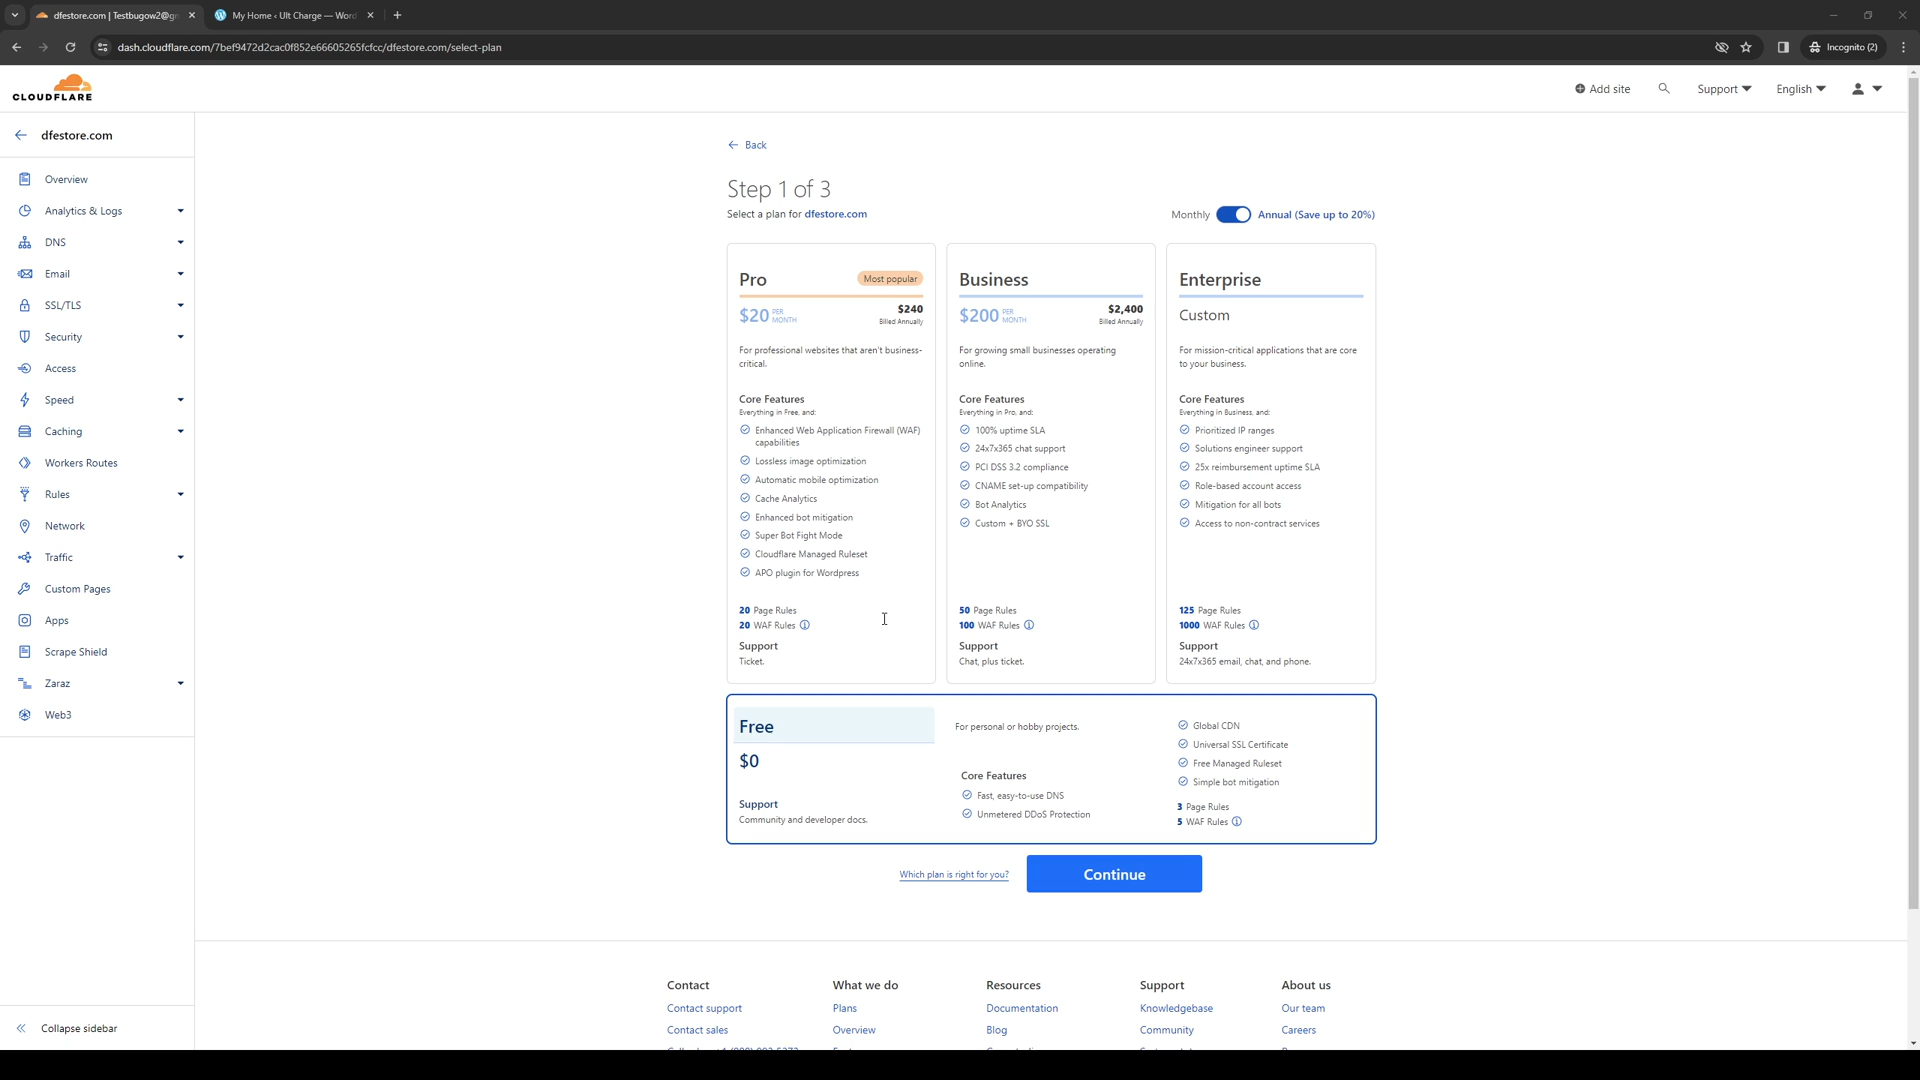 dfestore.com | Testbugow2@g
My Home ‹ Ult Charge — Word
dash.cloudflare.com/7bef9472d2cac0f852e66605265fcfcc/dfestore.com/select-plan
Incognito (2)
CLOUDFLARE
Add site
Support
English
dfestore.com
Overview
Analytics & Logs
DNS
Email
SSL/TLS
Security
Access
Speed
Caching
Workers Routes
Rules
Network
Traffic
Custom Pages
Apps
Scrape Shield
Zaraz
Web3
Collapse sidebar
Back
Step 1 of 3
Select a plan for dfestore.com
Monthly Annual (Save up to 20%)
Pro Most popular
$20 PER MONTH $240
Billed Annually
For professional websites that aren't business-
critical.
Core Features
Everything in Free, and:
Enhanced Web Application Firewall (WAF)
capabilities
Lossless image optimization
Automatic mobile optimization
Cache Analytics
Enhanced bot mitigation
Super Bot Fight Mode
Cloudflare Managed Ruleset
APO plugin for Wordpress
20 Page Rules
20 WAF Rules
Support
Ticket.
Business
$200 PER MONTH $2,400
Billed Annually
For growing small businesses operating
online.
Core Features
Everything in Pro, and:
100% uptime SLA
24x7x365 chat support
PCI DSS 3.2 compliance
CNAME set-up compatibility
Bot Analytics
Custom + BYO SSL
50 Page Rules
100 WAF Rules
Support
Chat, plus ticket.
Enterprise
Custom
For mission-critical applications that are core
to your business.
Core Features
Everything in Business, and:
Prioritized IP ranges
Solutions engineer support
25x reimbursement uptime SLA
Role-based account access
Mitigation for all bots
Access to non-contract services
125 Page Rules
1000 WAF Rules
Support
24x7x365 email, chat, and phone.
Free
$0
Support
Community and developer docs.
For personal or hobby projects.
Core Features
Fast, easy-to-use DNS
Unmetered DDoS Protection
Global CDN
Universal SSL Certificate
Free Managed Ruleset
Simple bot mitigation
3 Page Rules
5 WAF Rules
Which plan is right for you?
Continue
Contact
Contact support
Contact sales
What we do
Plans
Overview
Resources
Documentation
Blog
Support
Knowledgebase
Community
About us
Our team
Careers